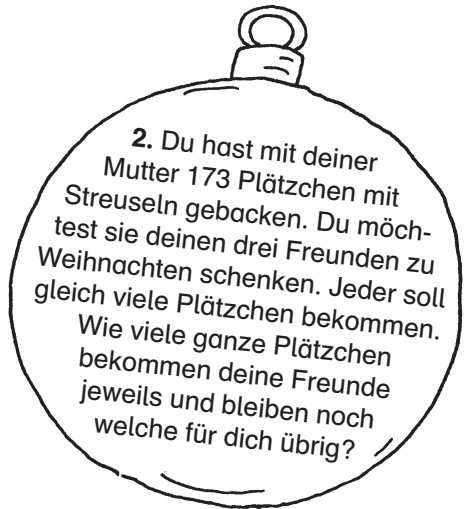 2. Du hast mit deiner
Mutter 173 Plätzchen mit
Streuseln gebacken. Du möch-
test sie deinen drei Freunden zu
Weihnachten schenken. Jeder soll
gleich viele Plätzchen bekommen.
Wie viele ganze Plätzchen
bekommen deine Freunde
jeweils und bleiben noch
welche für dich übrig?